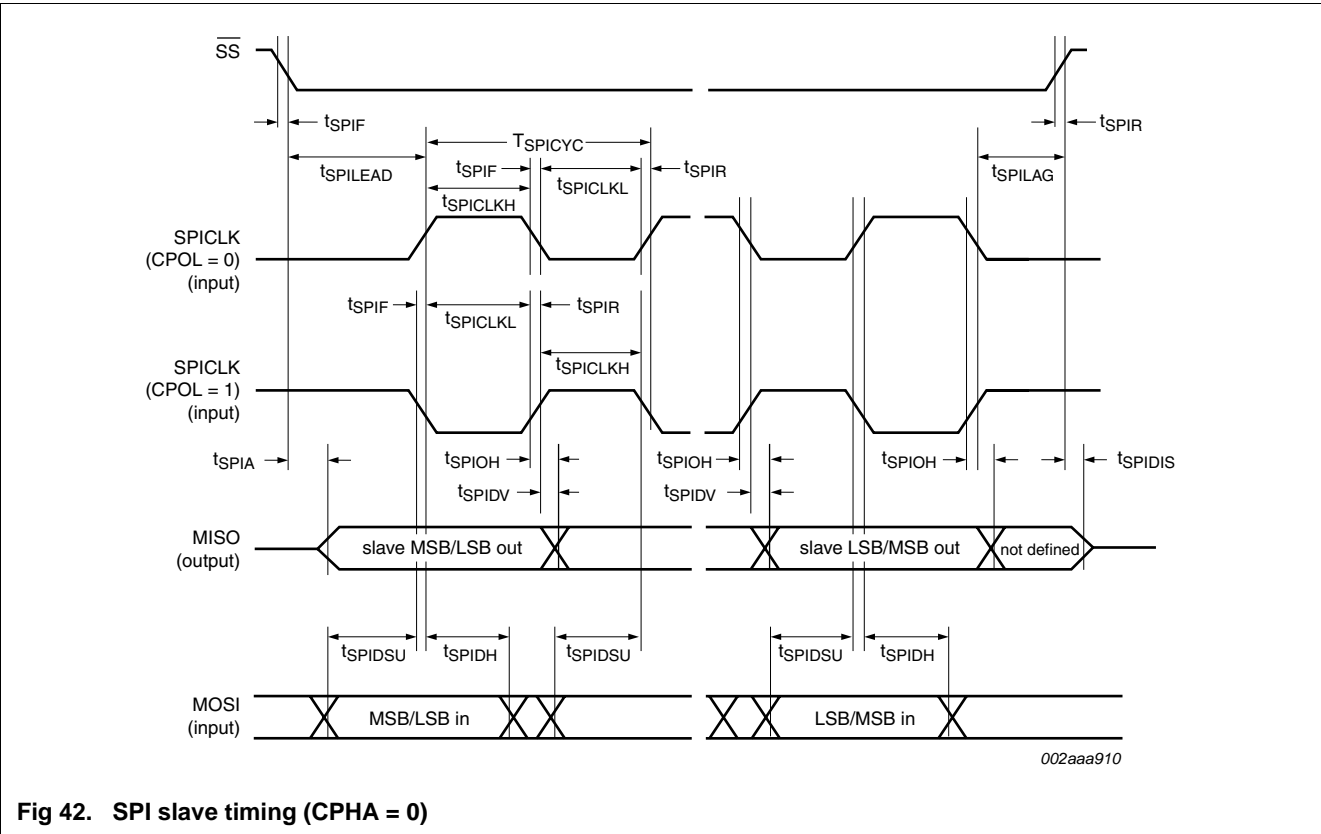 SS
tSPIF
tSPIR
TSPICYC
tSPILEAD
tSPIF
tSPICLKL
tSPIR
tSPILAG
tSPICLKH
SPICLK
(CPOL = 0)
(input)
tSPIF
tSPICLKL
tSPIR
tSPICLKH
SPICLK
(CPOL = 1)
(input)
tSPIA
tSPIOH
tSPIOH
tSPIOH
tSPIDIS
tSPIDV
tSPIDV
MISO
(output)
slave MSB/LSB out
slave LSB/MSB out
not defined
tSPIDSU
tSPIDH
tSPIDSU
tSPIDSU
tSPIDH
MOSI
(input)
MSB/LSB in
LSB/MSB in
002aaa910
Fig 42. SPI slave timing (CPHA = 0)